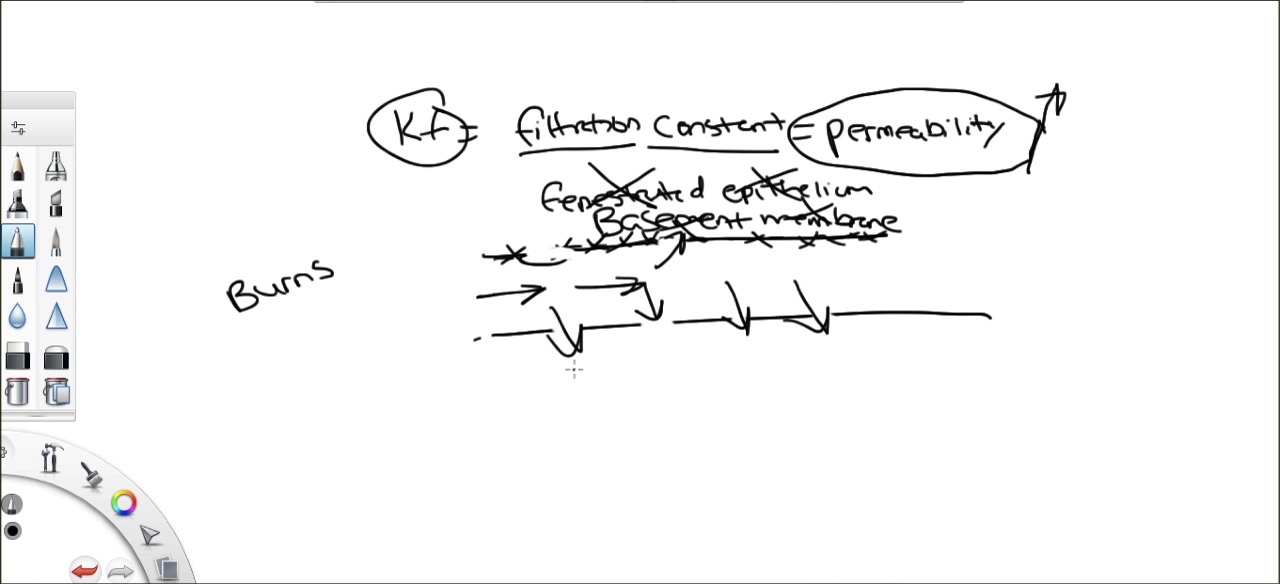 Kf = filtration constant = permeability
fenestrated epithelium
Basement membrane
Burns